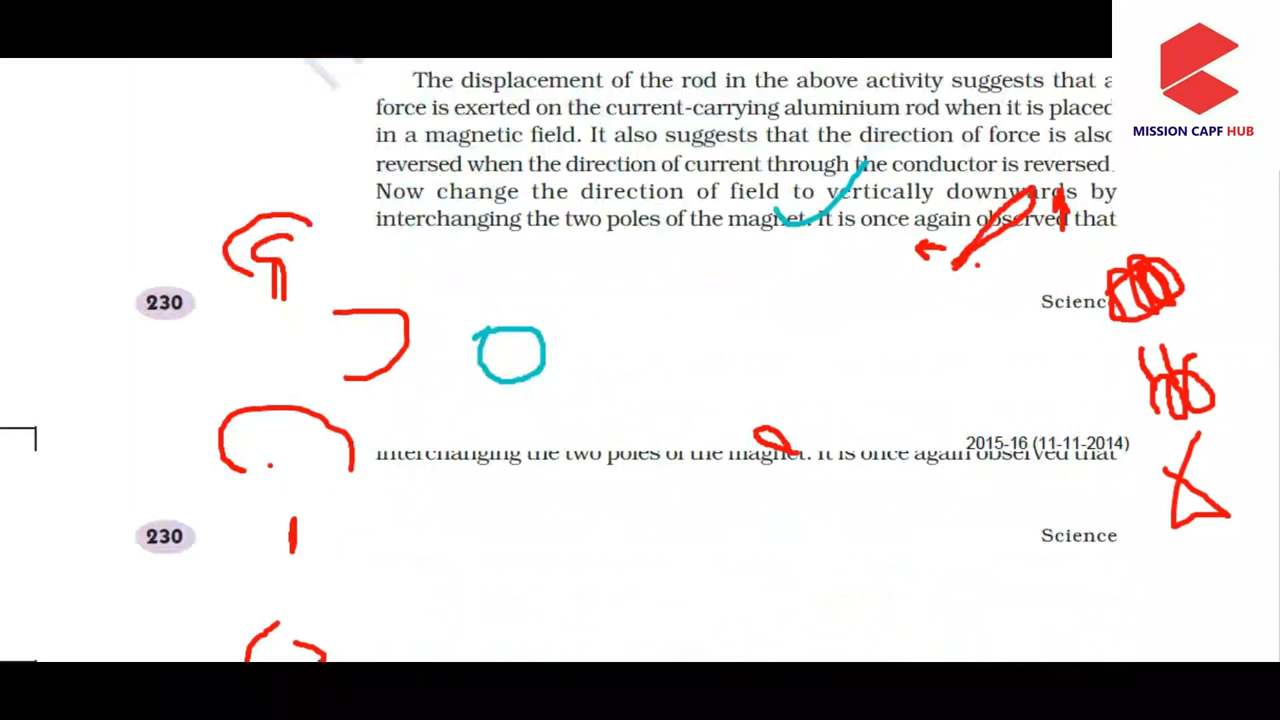 The displacement of the rod in the above activity suggests that a
force is exerted on the current-carrying aluminium rod when it is placed
in a magnetic field. It also suggests that the direction of force is also
reversed when the direction of current through the conductor is reversed.
Now change the direction of field to vertically downwards by
interchanging the two poles of the magnet. It is once again observed that
MISSION CAPF HUB
230
Science
2015-16 (11-11-2014)
interchanging the two poles of the magnet. It is once again observed that
230
Science